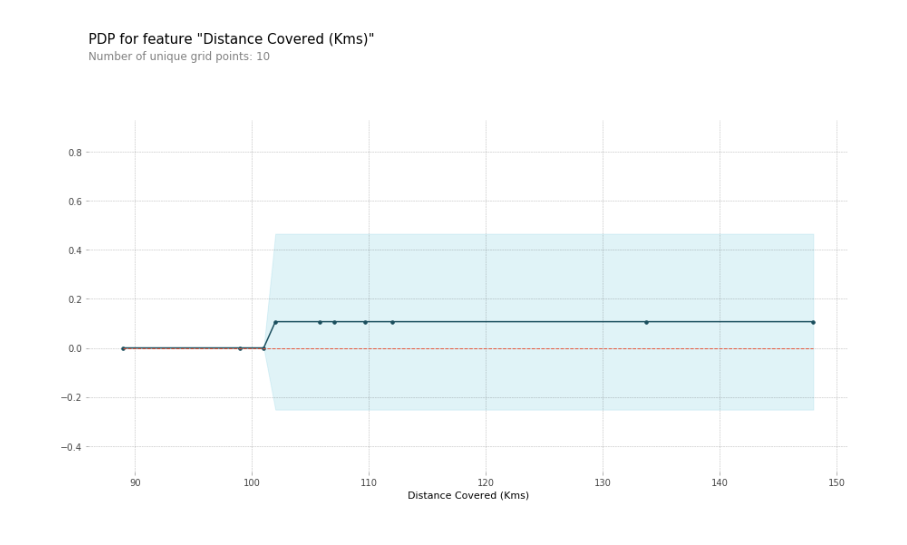 PDP for feature "Distance Covered (Kms)"
Number of unique grid points: 10
0.8
0.6
0.4
0.2
0.0
−0.2
−0.4
90 100 110 120 130 140 150
Distance Covered (Kms)